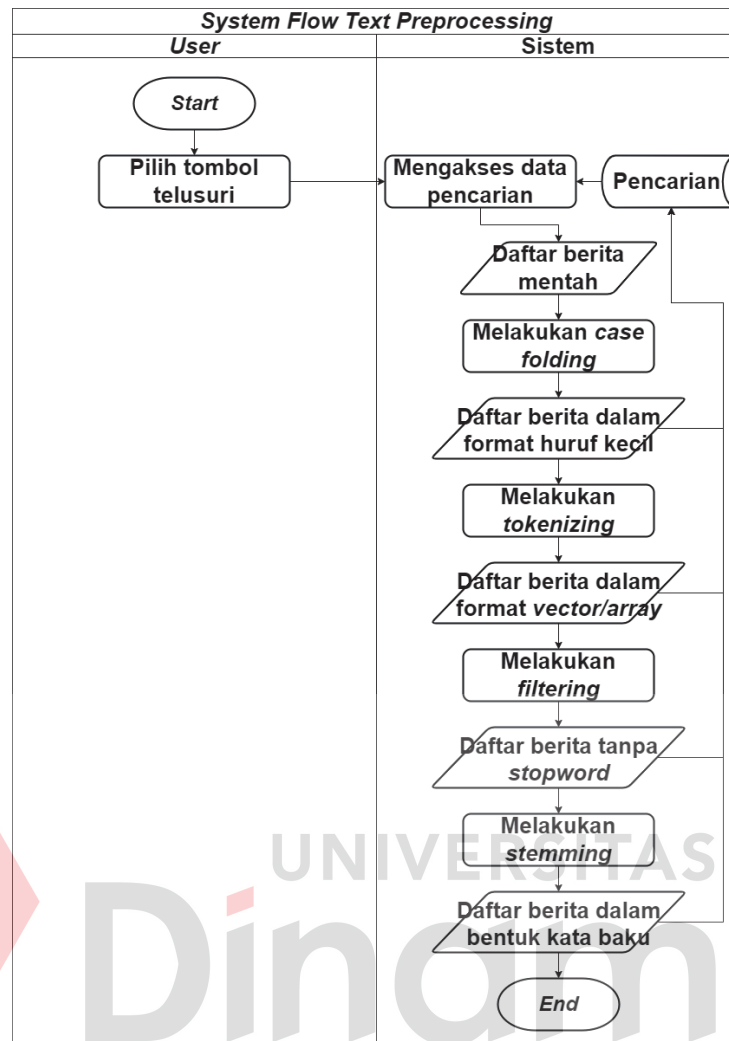 System Flow Text Preprocessing
User
Sistem
Start
Pilih tombol
telusuri
Mengakses data
pencarian
Pencarian
Daftar berita
mentah
Melakukan case
folding
Daftar berita dalam
format huruf kecil
Melakukan
tokenizing
Daftar berita dalam
format vector/array
Melakukan
filtering
Daftar berita tanpa
stopword
Melakukan
stemming
Daftar berita dalam
bentuk kata baku
End
UNIVERSITAS
Dinam